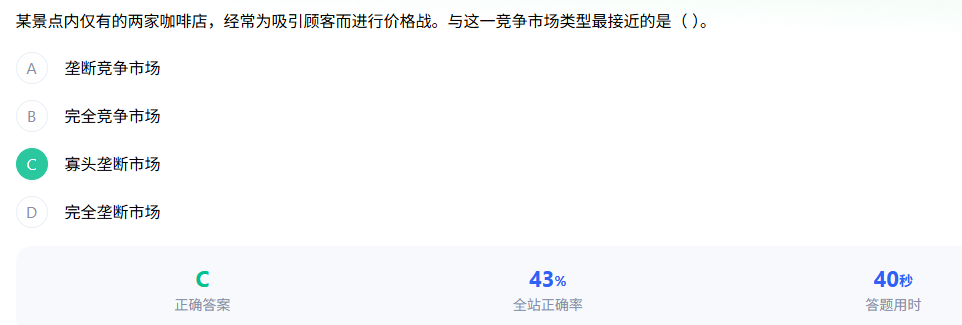 某景点内仅有的两家咖啡店，经常为吸引顾客而进行价格战。与这一竞争市场类型最接近的是（ ）。
A 垄断竞争市场
B 完全竞争市场
C 寡头垄断市场
D 完全垄断市场
C 43% 40秒
正确答案 全站正确率 答题用时